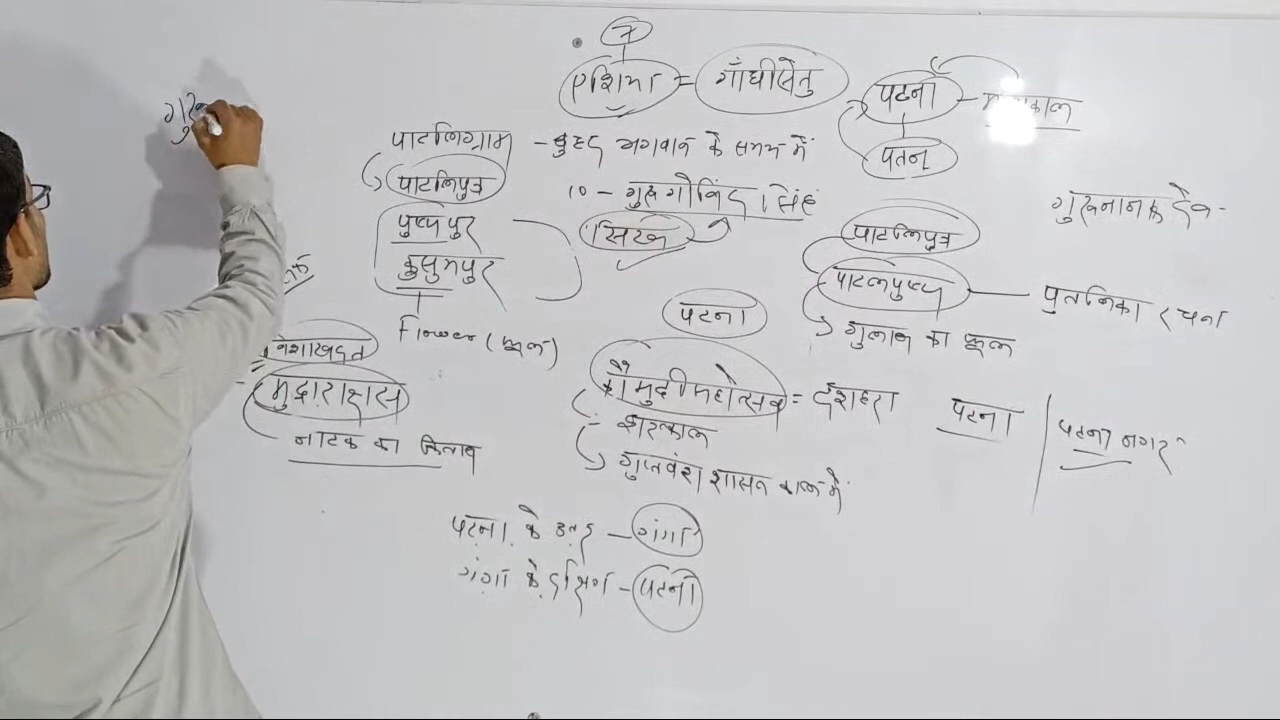 एशिया = गाँधीसेतु
पटना
पतन
पाटलिग्राम - बुद्ध भगवान के समय में
पाटलिपुत्र
10 - गुरु गोविंद सिंह
सिख
पुष्पपुर
कुसुमपुर
Flower (फूल)
गुरुनानक देव
पाटलिपुत्र
पाटलपुष्प - पुतलिका रचना
गुलाब का फूल
पटना
मुद्राराक्षस
नाटक का किताब
कौमुदीमहोत्सव = दशहरा
शरत्काल
गुप्तवंश शासन काल में
पटना
पटना नगर
पटना के उत्तर - गंगा
गंगा के दक्षिण - पटना